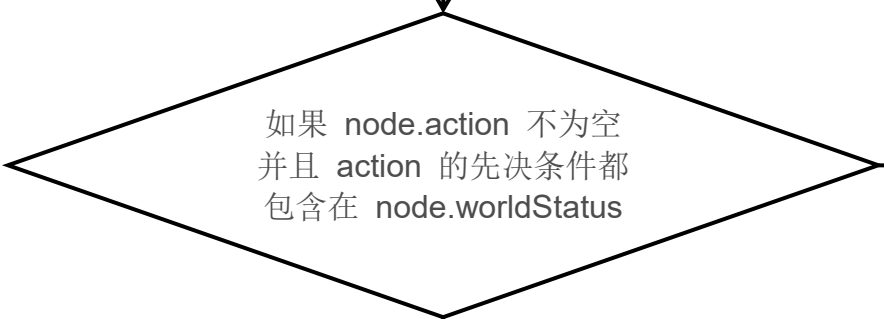 如果 node.action 不为空
并且 action 的先决条件都
包含在 node.worldStatus